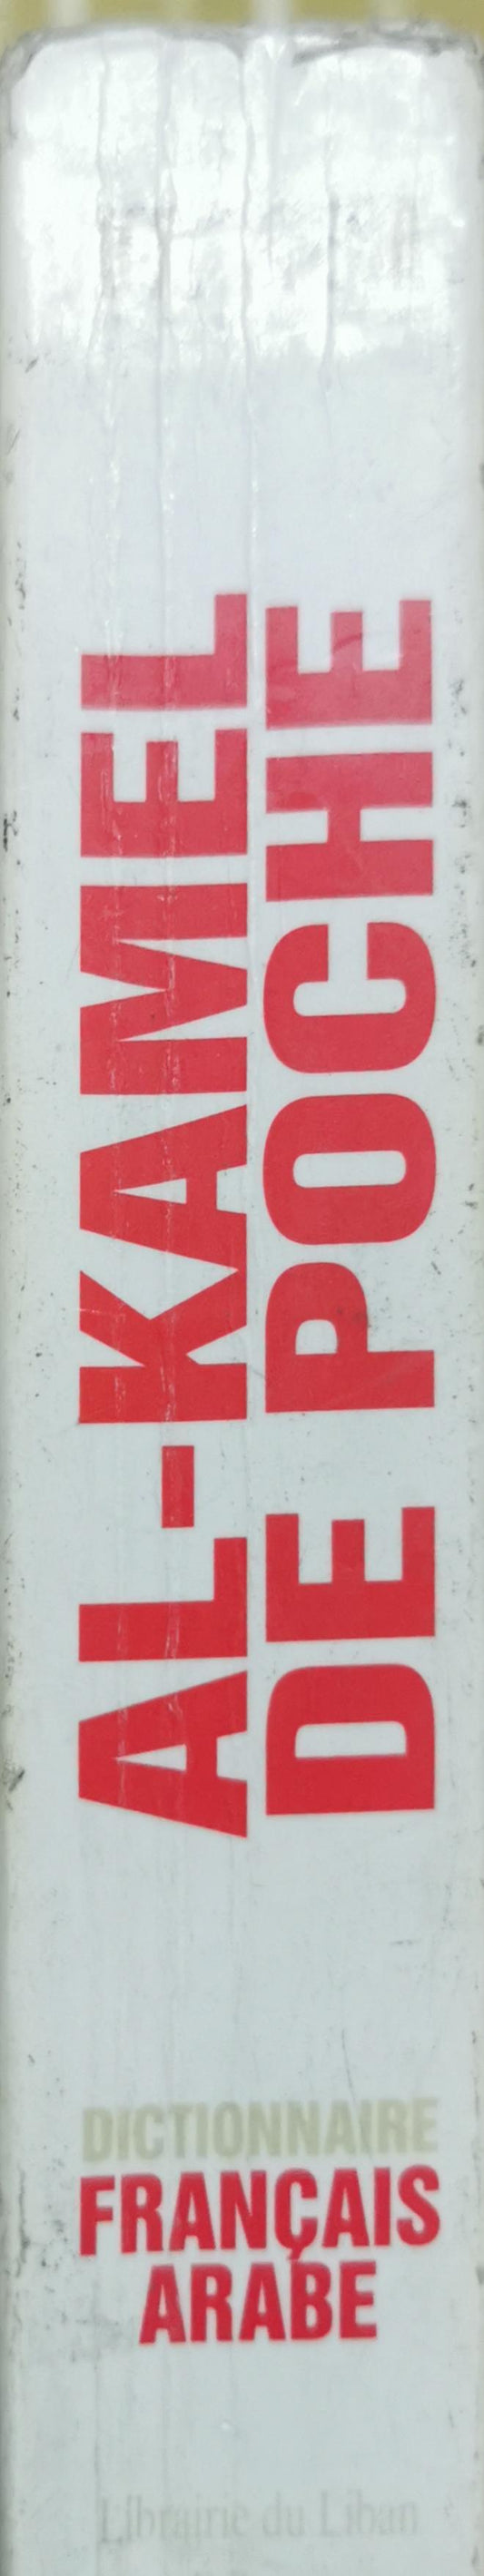 AL-KAMEL
DE POCHE
DICTIONNAIRE
FRANÇAIS
ARABE
Librairie du Liban